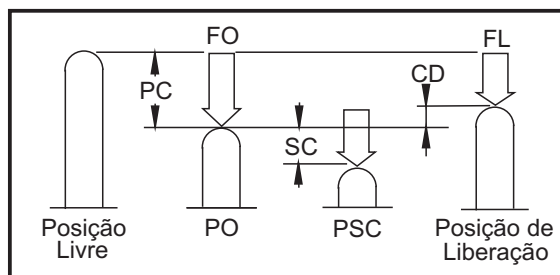 FO
FL
PC
CD
SC
Posição
Livre
PO
PSC
Posição de
Liberação